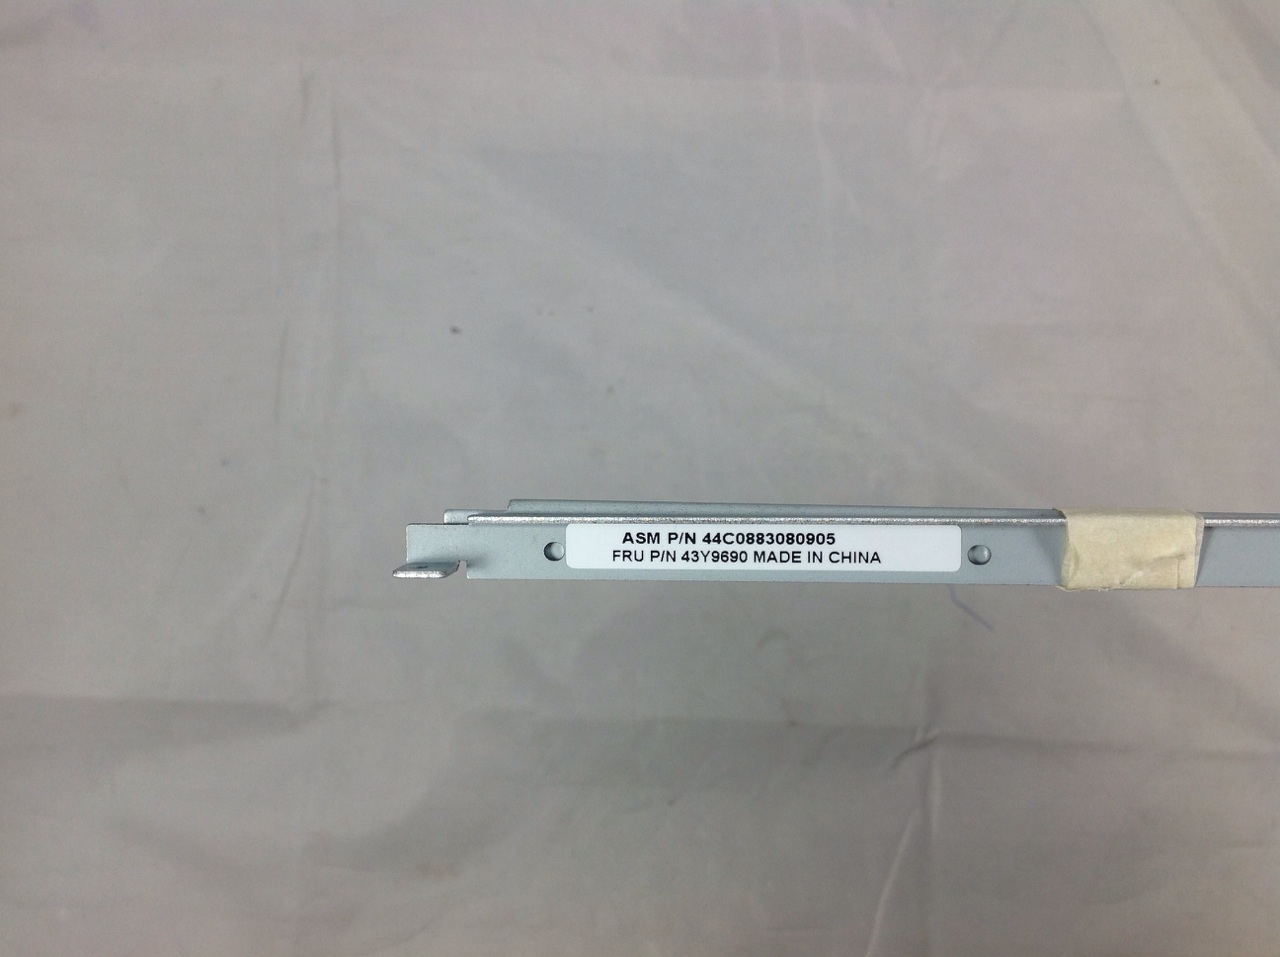 ASM P/N 44C0883080905
FRU P/N 43Y9690 MADE IN CHINA